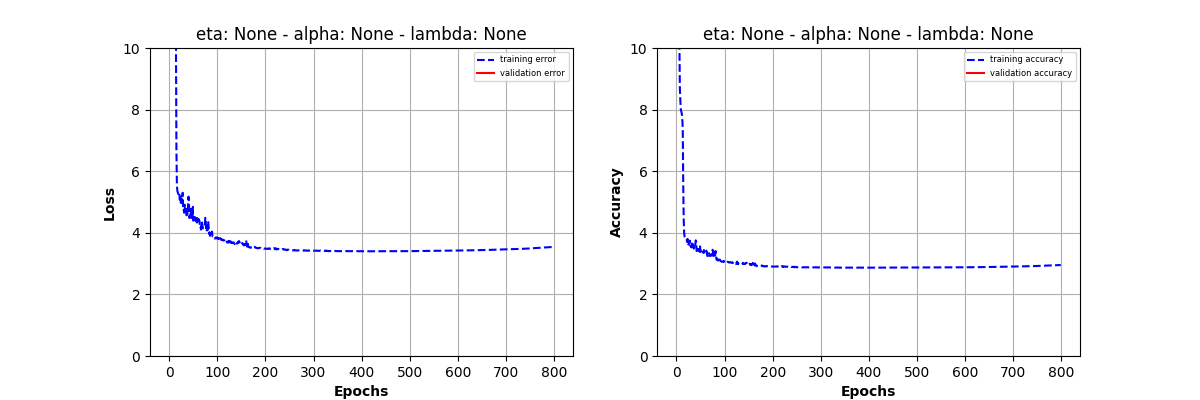 eta: None - alpha: None - lambda: None
10
8
6
4
2
0
Loss
training error
validation error
0 100 200 300 400 500 600 700 800
Epochs
eta: None - alpha: None - lambda: None
10
8
6
4
2
0
Accuracy
training accuracy
validation accuracy
0 100 200 300 400 500 600 700 800
Epochs